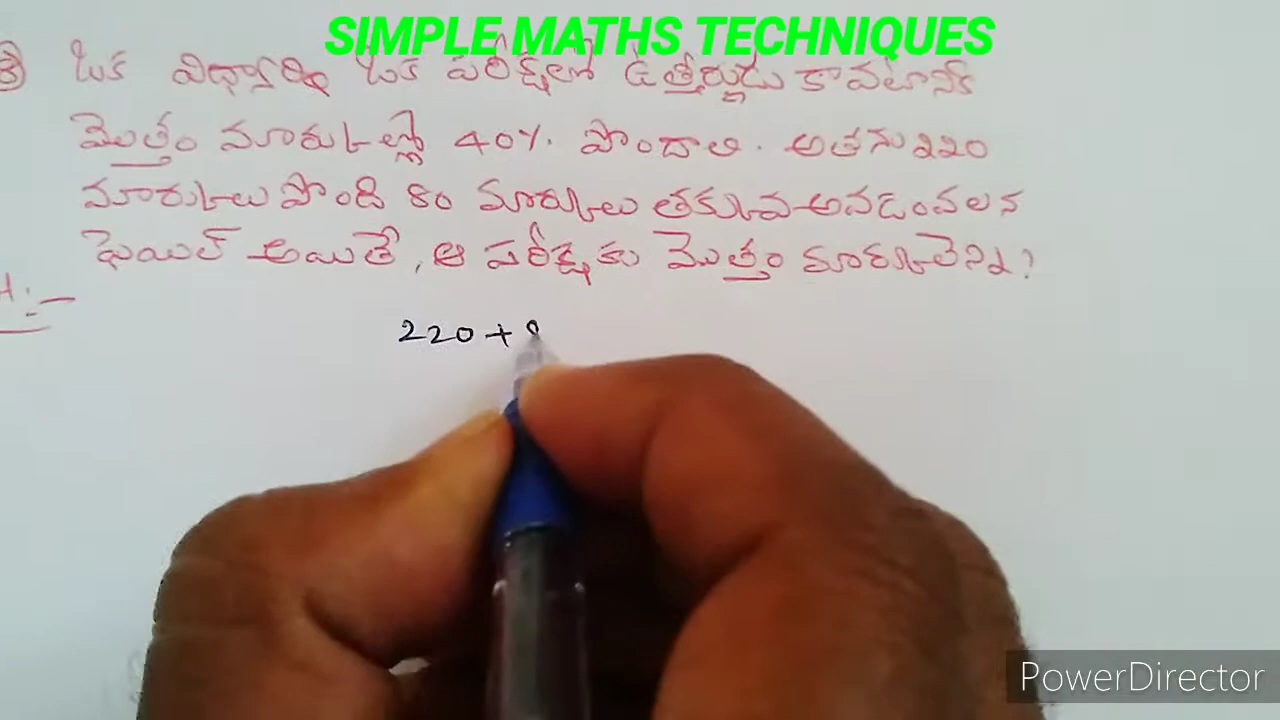 SIMPLE MATHS TECHNIQUES
3) ఒక విద్యార్థి ఒక పరీక్షలో ఉత్తీర్ణుడు కావటానికి
మొత్తం మార్కుల్లో 40% పొందాలి. అతను 220
మార్కులు పొంది 80 మార్కులు తక్కువ అవడంవలన
ఫెయిల్ అయితే, ఆ పరీక్షకు మొత్తం మార్కులెన్ని?
220 +
PowerDirector